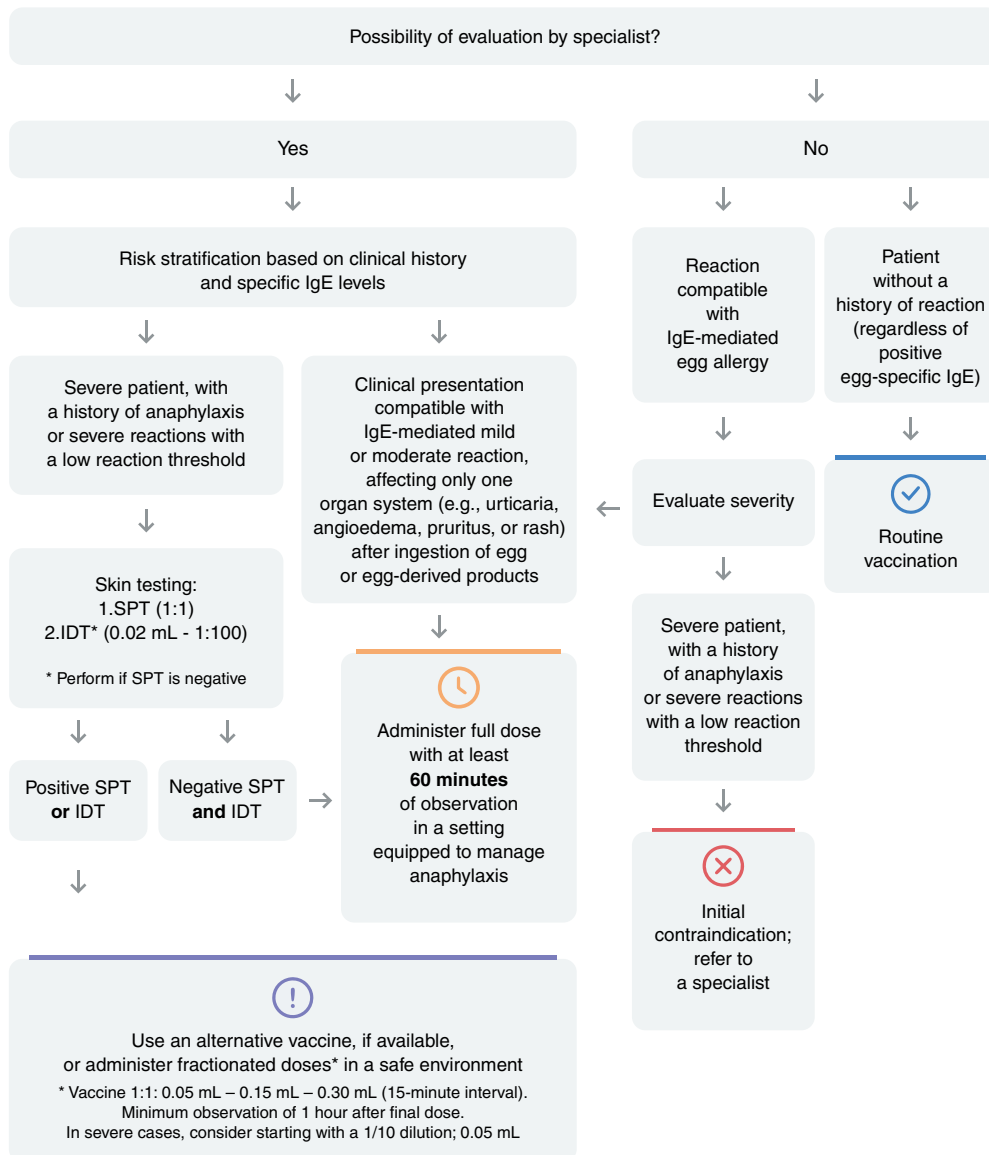 Possibility of evaluation by specialist?
Yes
No
Risk stratification based on clinical history
and specific IgE levels
Severe patient, with
a history of anaphylaxis
or severe reactions with
a low reaction threshold
Clinical presentation
compatible with
IgE-mediated mild
or moderate reaction,
affecting only one
organ system (e.g., urticaria,
angioedema, pruritus, or rash)
after ingestion of egg
or egg-derived products
Reaction
compatible
with
IgE-mediated
egg allergy
Patient
without a
history of reaction
(regardless of
positive
egg-specific IgE)
Skin testing:
1.SPT (1:1)
2.IDT* (0.02 mL - 1:100)
* Perform if SPT is negative
Evaluate severity
Routine
vaccination
Positive SPT
or IDT
Negative SPT
and IDT
Administer full dose
with at least
60 minutes
of observation
in a setting
equipped to manage
anaphylaxis
Severe patient,
with a history
of anaphylaxis
or severe reactions
with a low reaction
threshold
Initial
contraindication;
refer to
a specialist
Use an alternative vaccine, if available,
or administer fractionated doses* in a safe environment
* Vaccine 1:1: 0.05 mL – 0.15 mL – 0.30 mL (15-minute interval).
Minimum observation of 1 hour after final dose.
In severe cases, consider starting with a 1/10 dilution; 0.05 mL